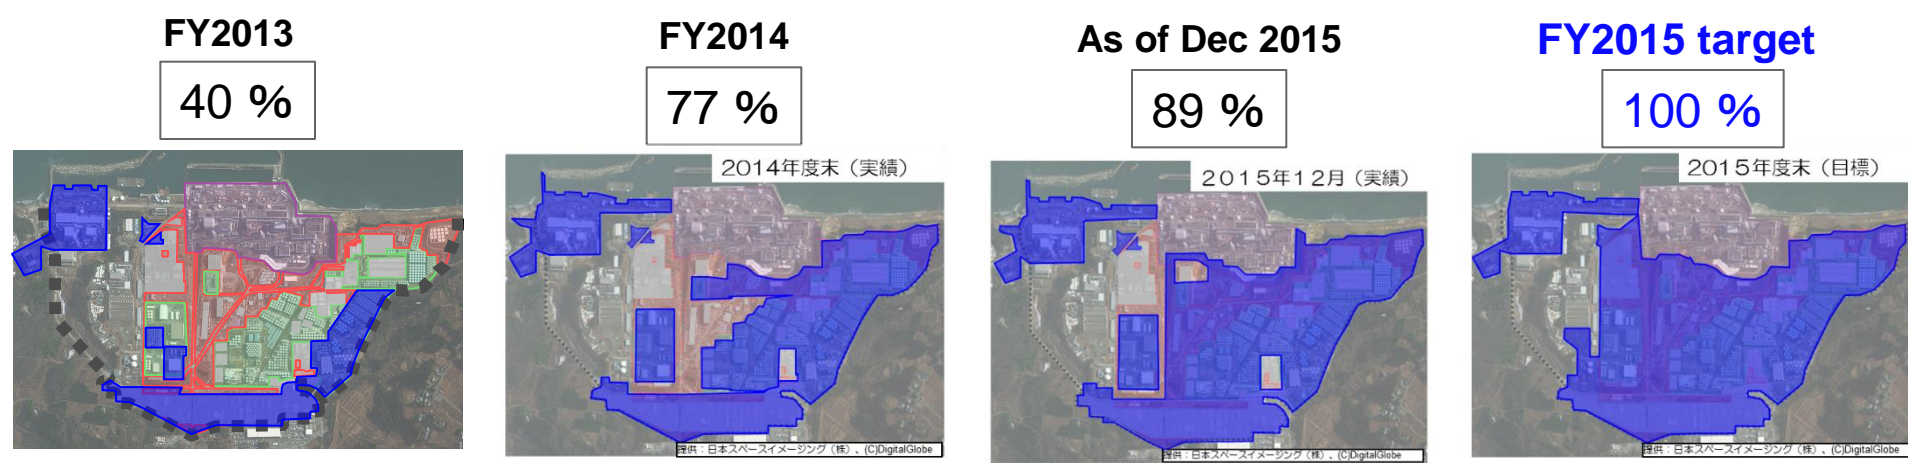 FY2013
40 %
FY2014
77 %
2014年度末（実績）
提供：日本スペースイメージング（株）、(C)DigitalGlobe
As of Dec 2015
89 %
2015年12月（実績）
提供：日本スペースイメージング（株）、(C)DigitalGlobe
FY2015 target
100 %
2015年度末（目標）
提供：日本スペースイメージング（株）、(C)DigitalGlobe